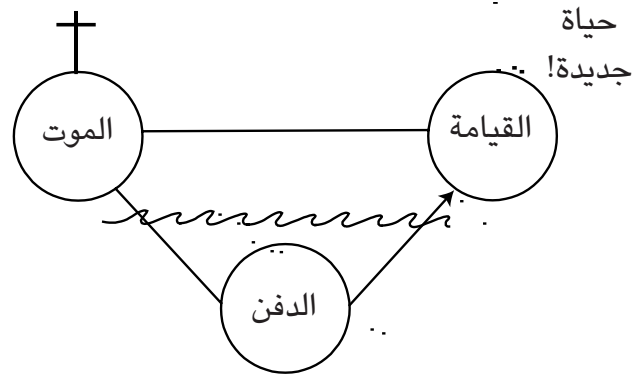 حياة
جديدة!
القيامة
الموت
الدفن